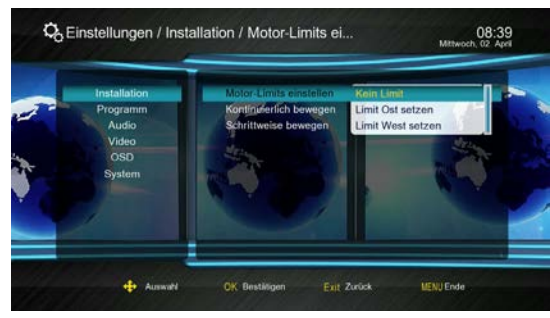 Einstellungen / Installation / Motor-Limits ei...
08:39
Mittwoch, 02. April
Installation
Programm
Audio
Video
OSD
System
Motor-Limits einstellen
Kontinuierlich bewegen
Schrittweise bewegen
Kein Limit
Limit Ost setzen
Limit West setzen
Auswahl
OK Bestätigen
Exit Zurück
MENU Ende